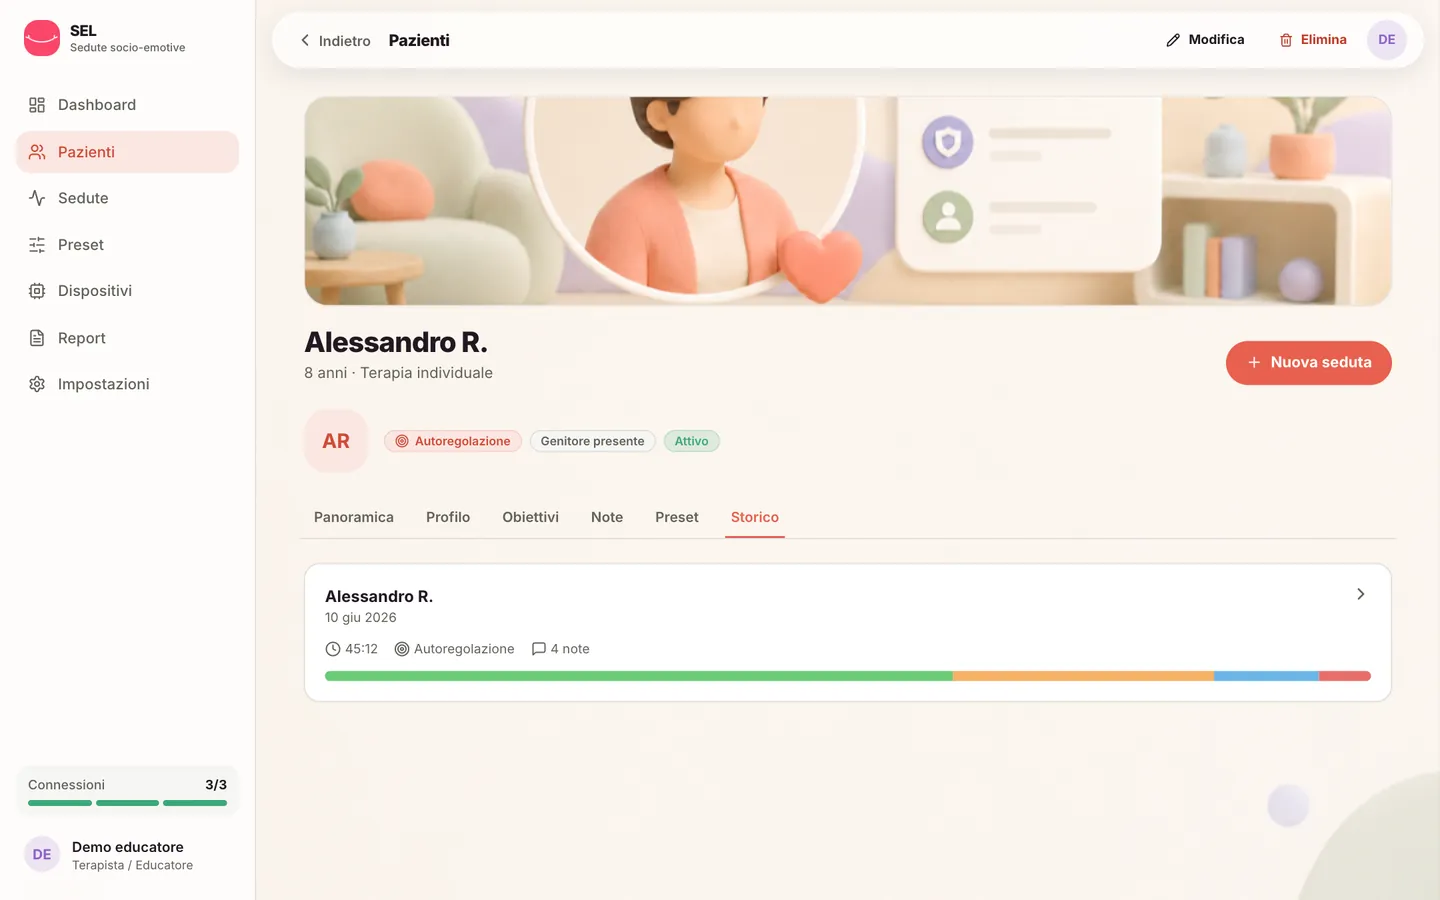 SEL
Sedute socio-emotive
Dashboard
Pazienti
Sedute
Preset
Dispositivi
Report
Impostazioni
Connessioni 3/3
DE
Demo educatore
Terapista / Educatore
Indietro Pazienti
Modifica Elimina DE
Alessandro R.
8 anni · Terapia individuale
Nuova seduta
AR Autoregolazione Genitore presente Attivo
Panoramica Profilo Obiettivi Note Preset Storico
Alessandro R.
10 giu 2026
45:12 Autoregolazione 4 note